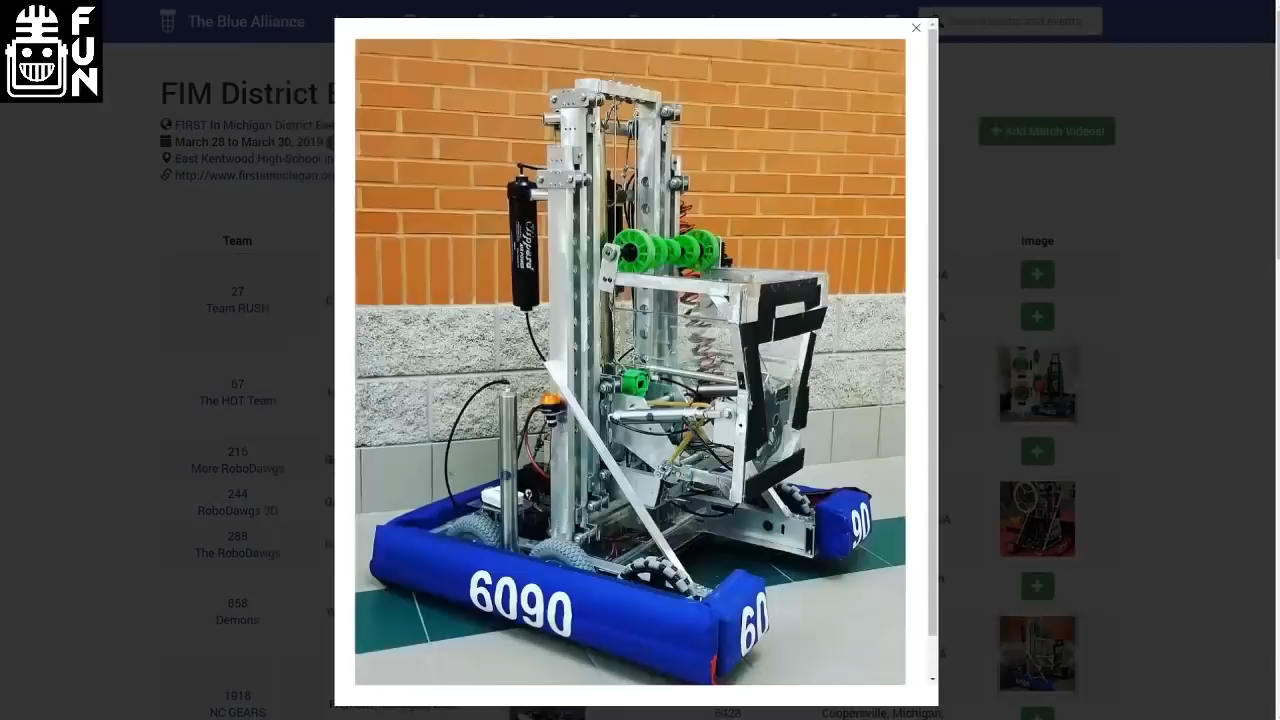 FUN
The Blue Alliance
FIM District
FIRST In Michigan District
March 28 to March 30, 2019
East Kentwood High School in
http://www.firstinmichigan.org
Add Match Videos!
Team
Image
27
Team RUSH
67
The HOT Team
216
More RoboDawgs
244
RoboDawgs 3D
288
The RoboDawgs
858
Demons
1918
NC GEARS
6090
60
90
Coopersville, Michigan,